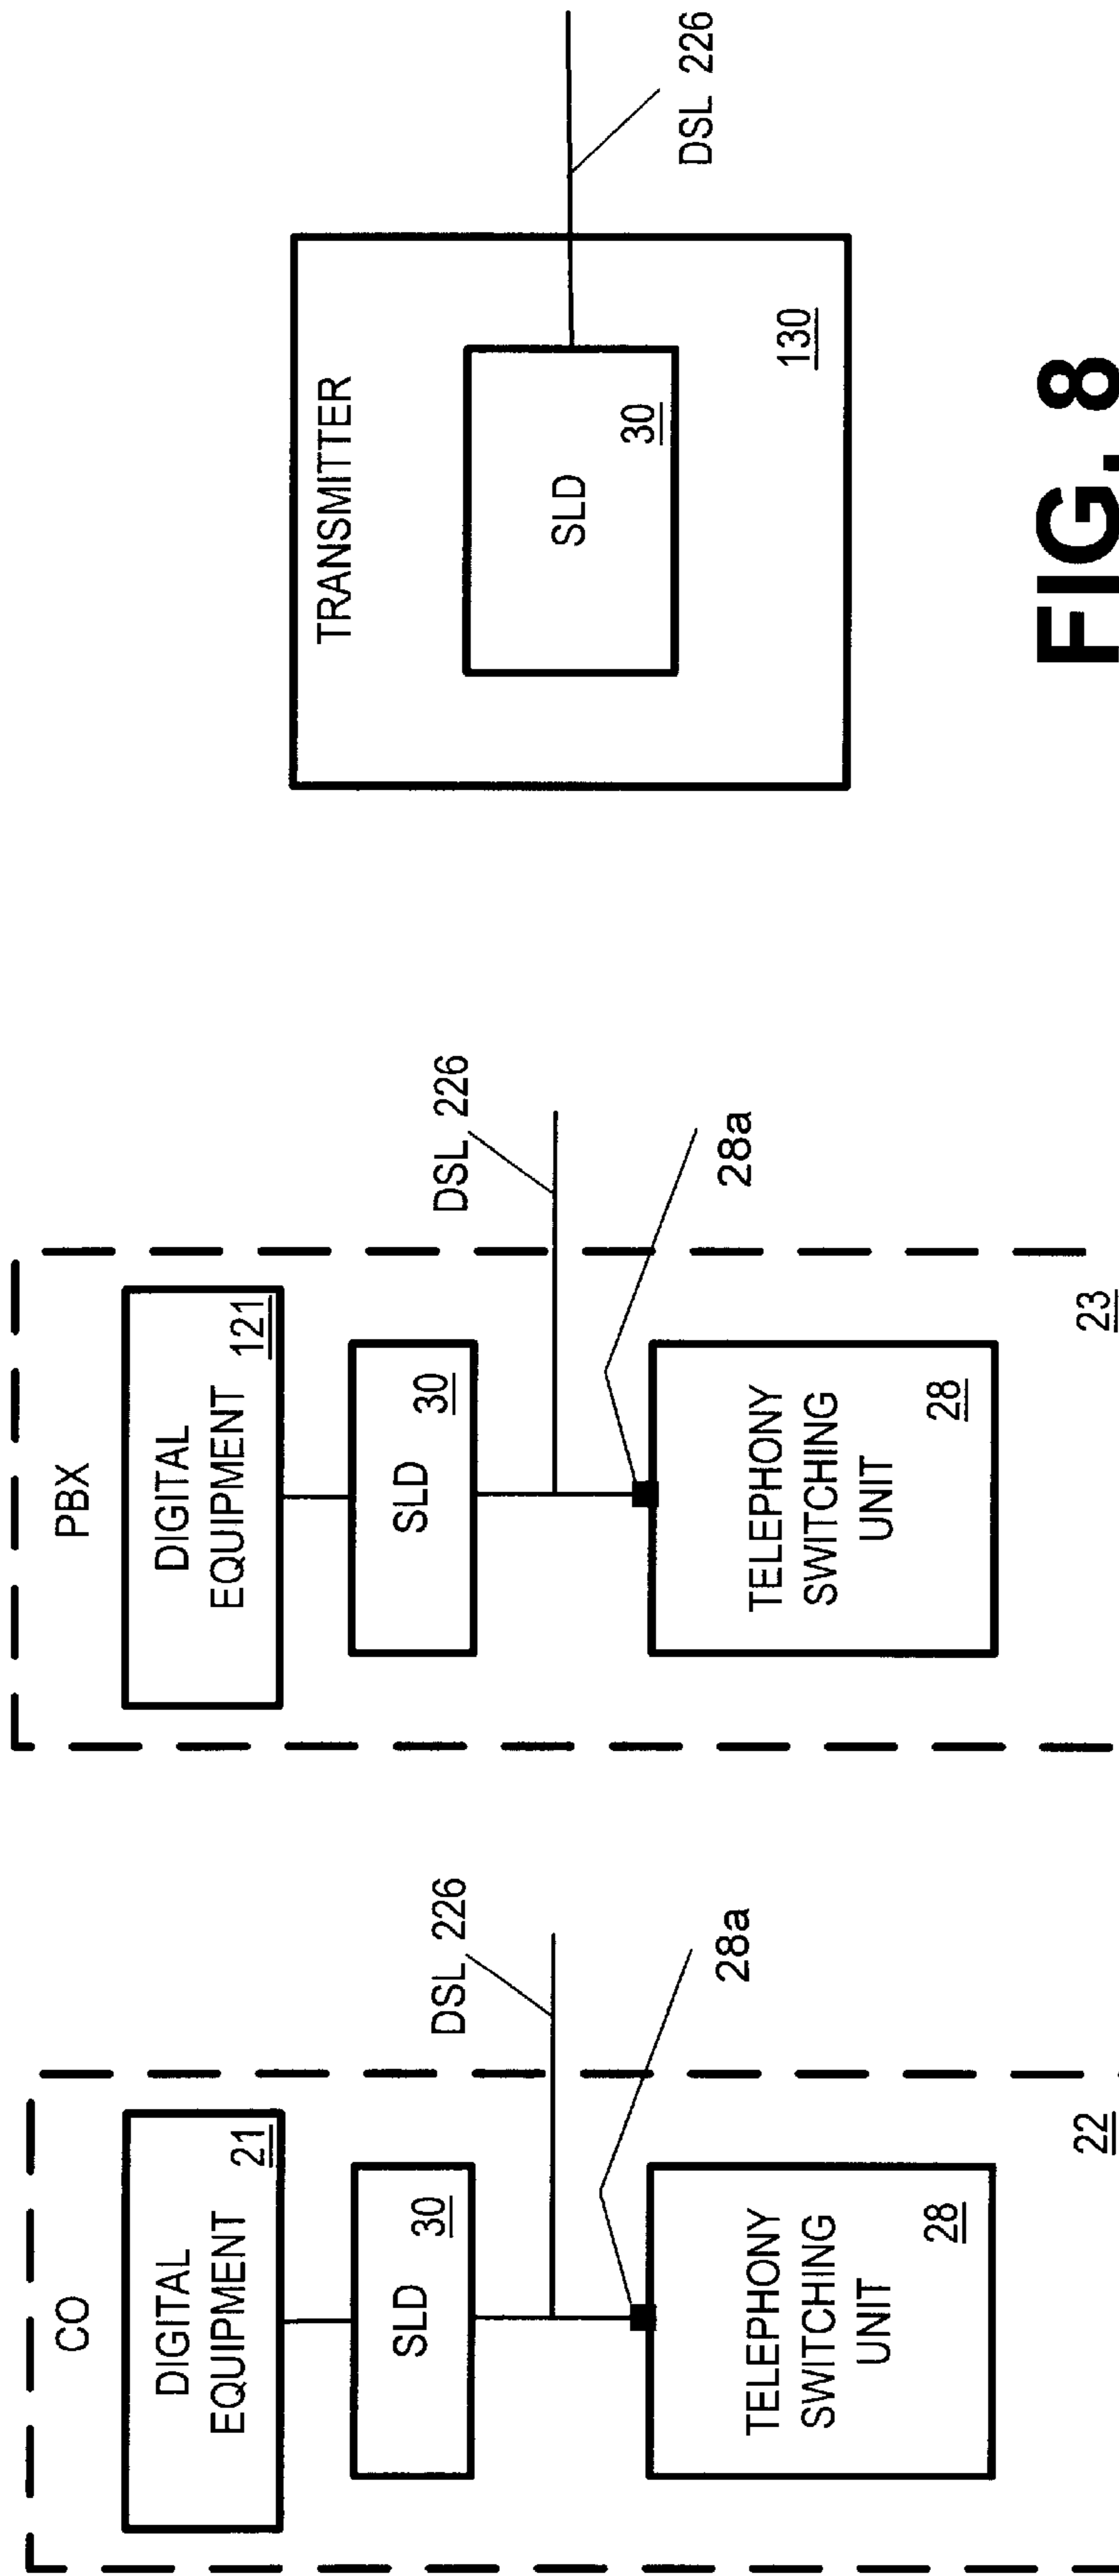 CO
DIGITAL
EQUIPMENT
21
SLD
30
DSL 226
28a
TELEPHONY
SWITCHING
UNIT
28
22
PBX
DIGITAL
EQUIPMENT
121
SLD
30
DSL 226
28a
TELEPHONY
SWITCHING
UNIT
28
23
TRANSMITTER
SLD
30
130
DSL 226
FIG. 8